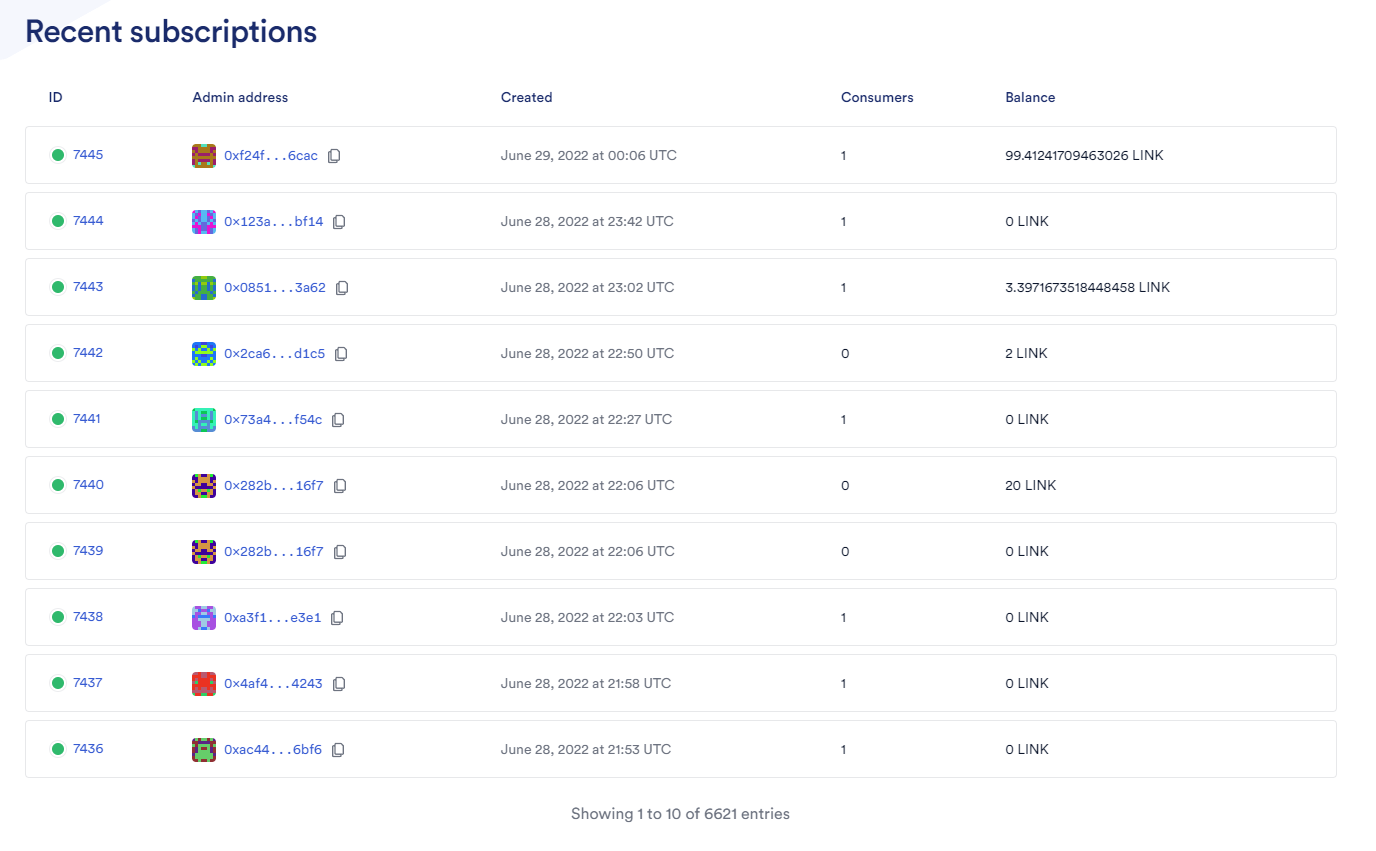 Recent subscriptions
ID Admin address Created Consumers Balance
7445 0xf24f...6cac June 29, 2022 at 00:06 UTC 1 99.41241709463026 LINK
7444 0x123a...bf14 June 28, 2022 at 23:42 UTC 1 0 LINK
7443 0x0851...3a62 June 28, 2022 at 23:02 UTC 1 3.3971673518448458 LINK
7442 0x2ca6...d1c5 June 28, 2022 at 22:50 UTC 0 2 LINK
7441 0x73a4...f54c June 28, 2022 at 22:27 UTC 1 0 LINK
7440 0x282b...16f7 June 28, 2022 at 22:06 UTC 0 20 LINK
7439 0x282b...16f7 June 28, 2022 at 22:06 UTC 0 0 LINK
7438 0xa3f1...e3e1 June 28, 2022 at 22:03 UTC 1 0 LINK
7437 0x4af4...4243 June 28, 2022 at 21:58 UTC 1 0 LINK
7436 0xac44...6bf6 June 28, 2022 at 21:53 UTC 1 0 LINK
Showing 1 to 10 of 6621 entries